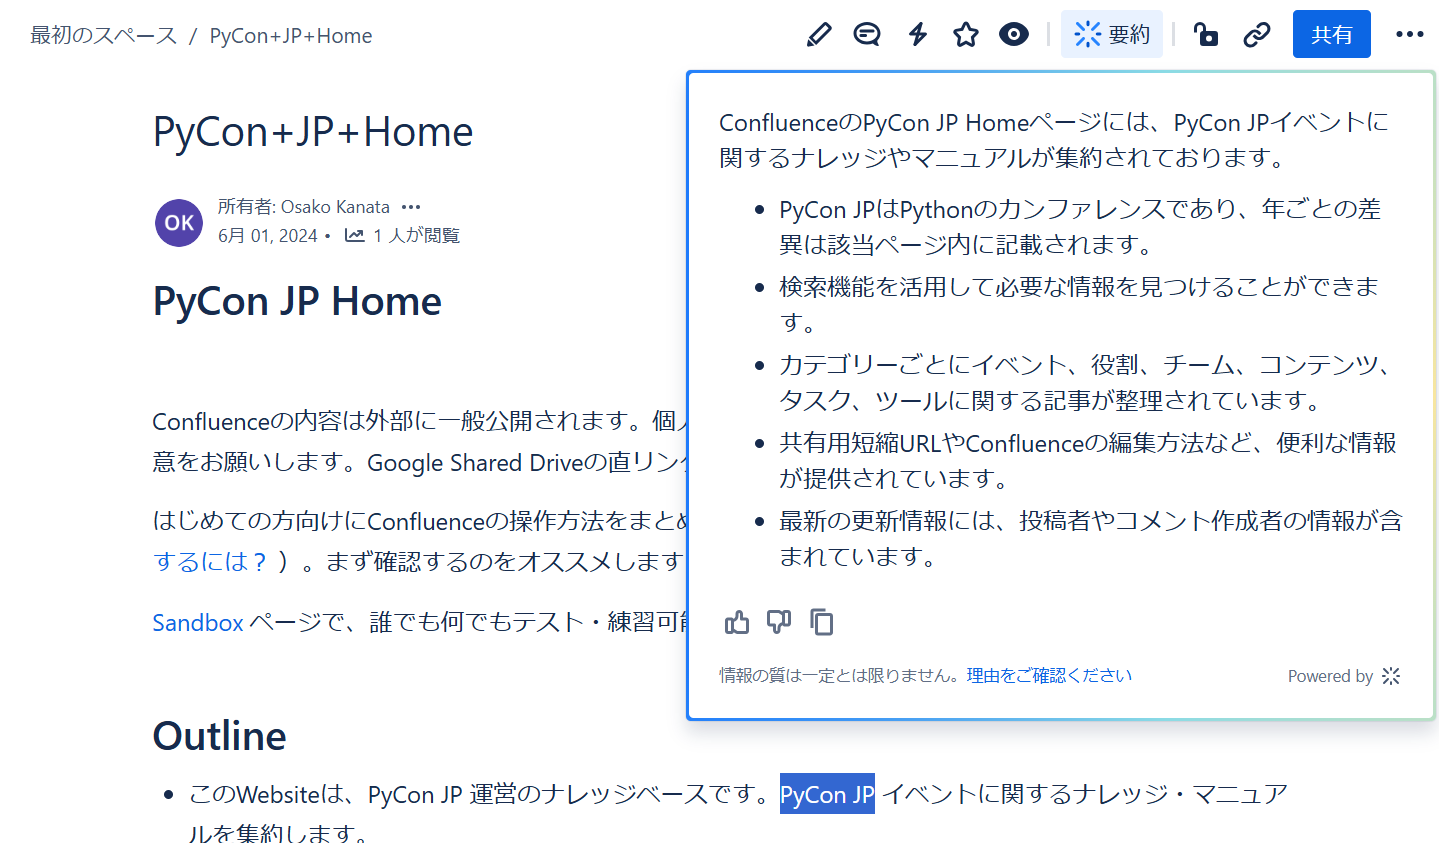 最初のスペース / PyCon+JP+Home
要約
共有
PyCon+JP+Home
OK
所有者: Osako Kanata
6月 01, 2024 • 1 人が閲覧
PyCon JP Home
Confluenceの内容は外部に一般公開されます。個
意をお願いします。Google Shared Driveの直リン
はじめての方向けにConfluenceの操作方法をまと
するには？ ）。まず確認するのをオススメします
Sandbox ページで、誰でも何でもテスト・練習可
ConfluenceのPyCon JP Homeページには、PyCon JPイベントに
関するナレッジやマニュアルが集約されております。
• PyCon JPはPythonのカンファレンスであり、年ごとの差
異は該当ページ内に記載されます。
• 検索機能を活用して必要な情報を見つけることができま
す。
• カテゴリーごとにイベント、役割、チーム、コンテンツ、
タスク、ツールに関する記事が整理されています。
• 共有用短縮URLやConfluenceの編集方法など、便利な情報
が提供されています。
• 最新の更新情報には、投稿者やコメント作成者の情報が含
まれています。
情報の質は一定とは限りません。理由をご確認ください
Powered by
Outline
• このWebsiteは、PyCon JP 運営のナレッジベースです。PyCon JP イベントに関するナレッジ・マニュア
ルを集約します。